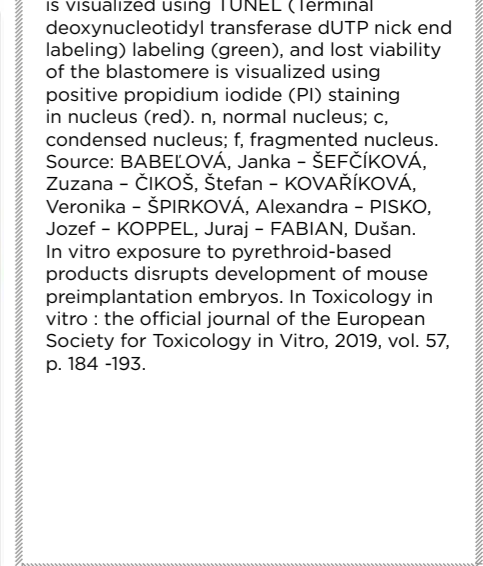 is visualized using TUNEL (Terminal
deoxynucleotidyl transferase dUTP nick end
labeling) labeling (green), and lost viability
of the blastomere is visualized using
positive propidium iodide (PI) staining
in nucleus (red). n, normal nucleus; c,
condensed nucleus; f, fragmented nucleus.
Source: BABEĽOVÁ, Janka – ŠEFČÍKOVÁ,
Zuzana – ČIKOŠ, Štefan – KOVAŘÍKOVÁ,
Veronika – ŠPIRKOVÁ, Alexandra – PISKO,
Jozef – KOPPEL, Juraj – FABIAN, Dušan.
In vitro exposure to pyrethroid-based
products disrupts development of mouse
preimplantation embryos. In Toxicology in
vitro : the official journal of the European
Society for Toxicology in Vitro, 2019, vol. 57,
p. 184 -193.